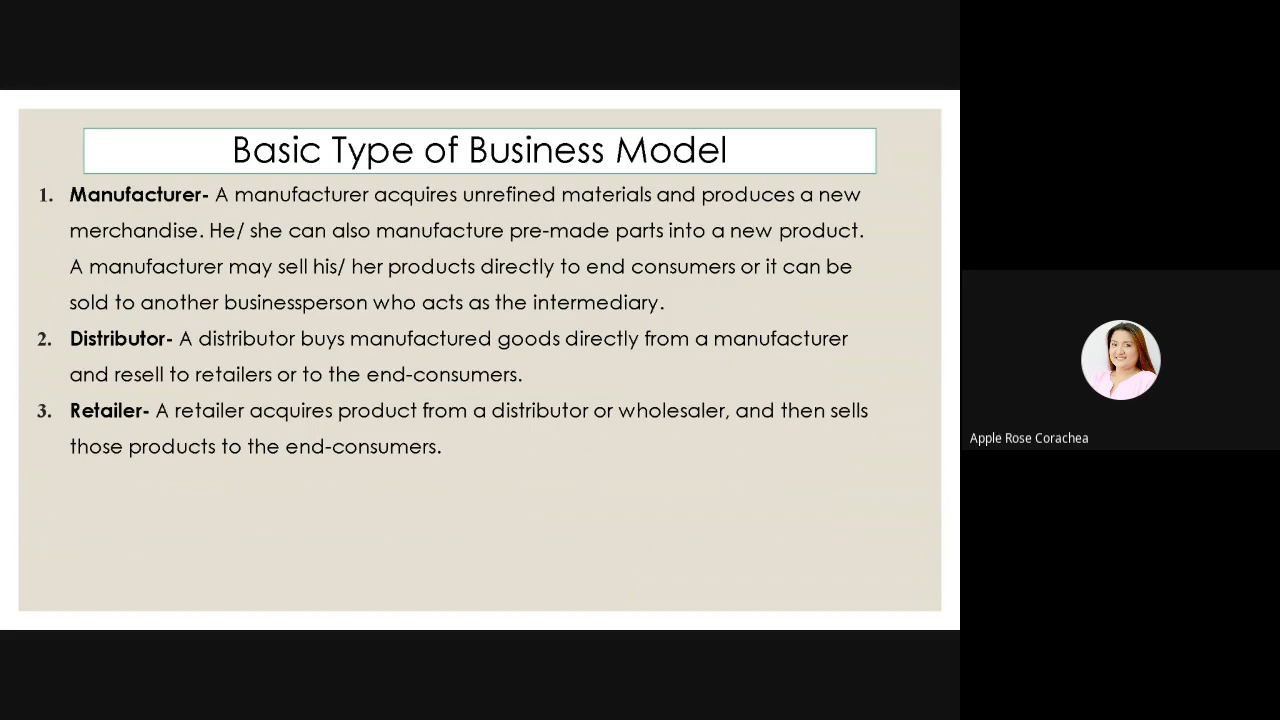 Basic Type of Business Model
1. Manufacturer- A manufacturer acquires unrefined materials and produces a new
merchandise. He/ she can also manufacture pre-made parts into a new product.
A manufacturer may sell his/ her products directly to end consumers or it can be
sold to another businessperson who acts as the intermediary.
2. Distributor- A distributor buys manufactured goods directly from a manufacturer
and resell to retailers or to the end-consumers.
3. Retailer- A retailer acquires product from a distributor or wholesaler, and then sells
those products to the end-consumers.
Apple Rose Corachea